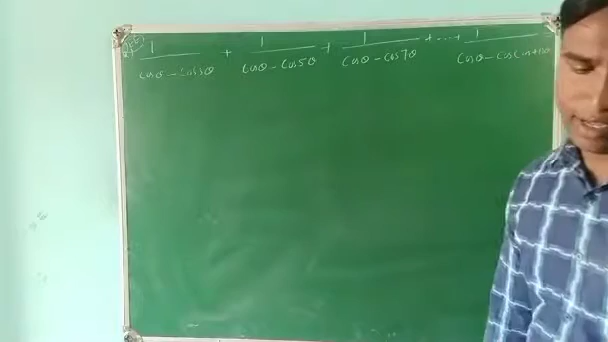 1 + 1 + 1 + ... + 1
cosθ - cos3θ cosθ - cos5θ cosθ - cos7θ cosθ - cos(2n+1)θ